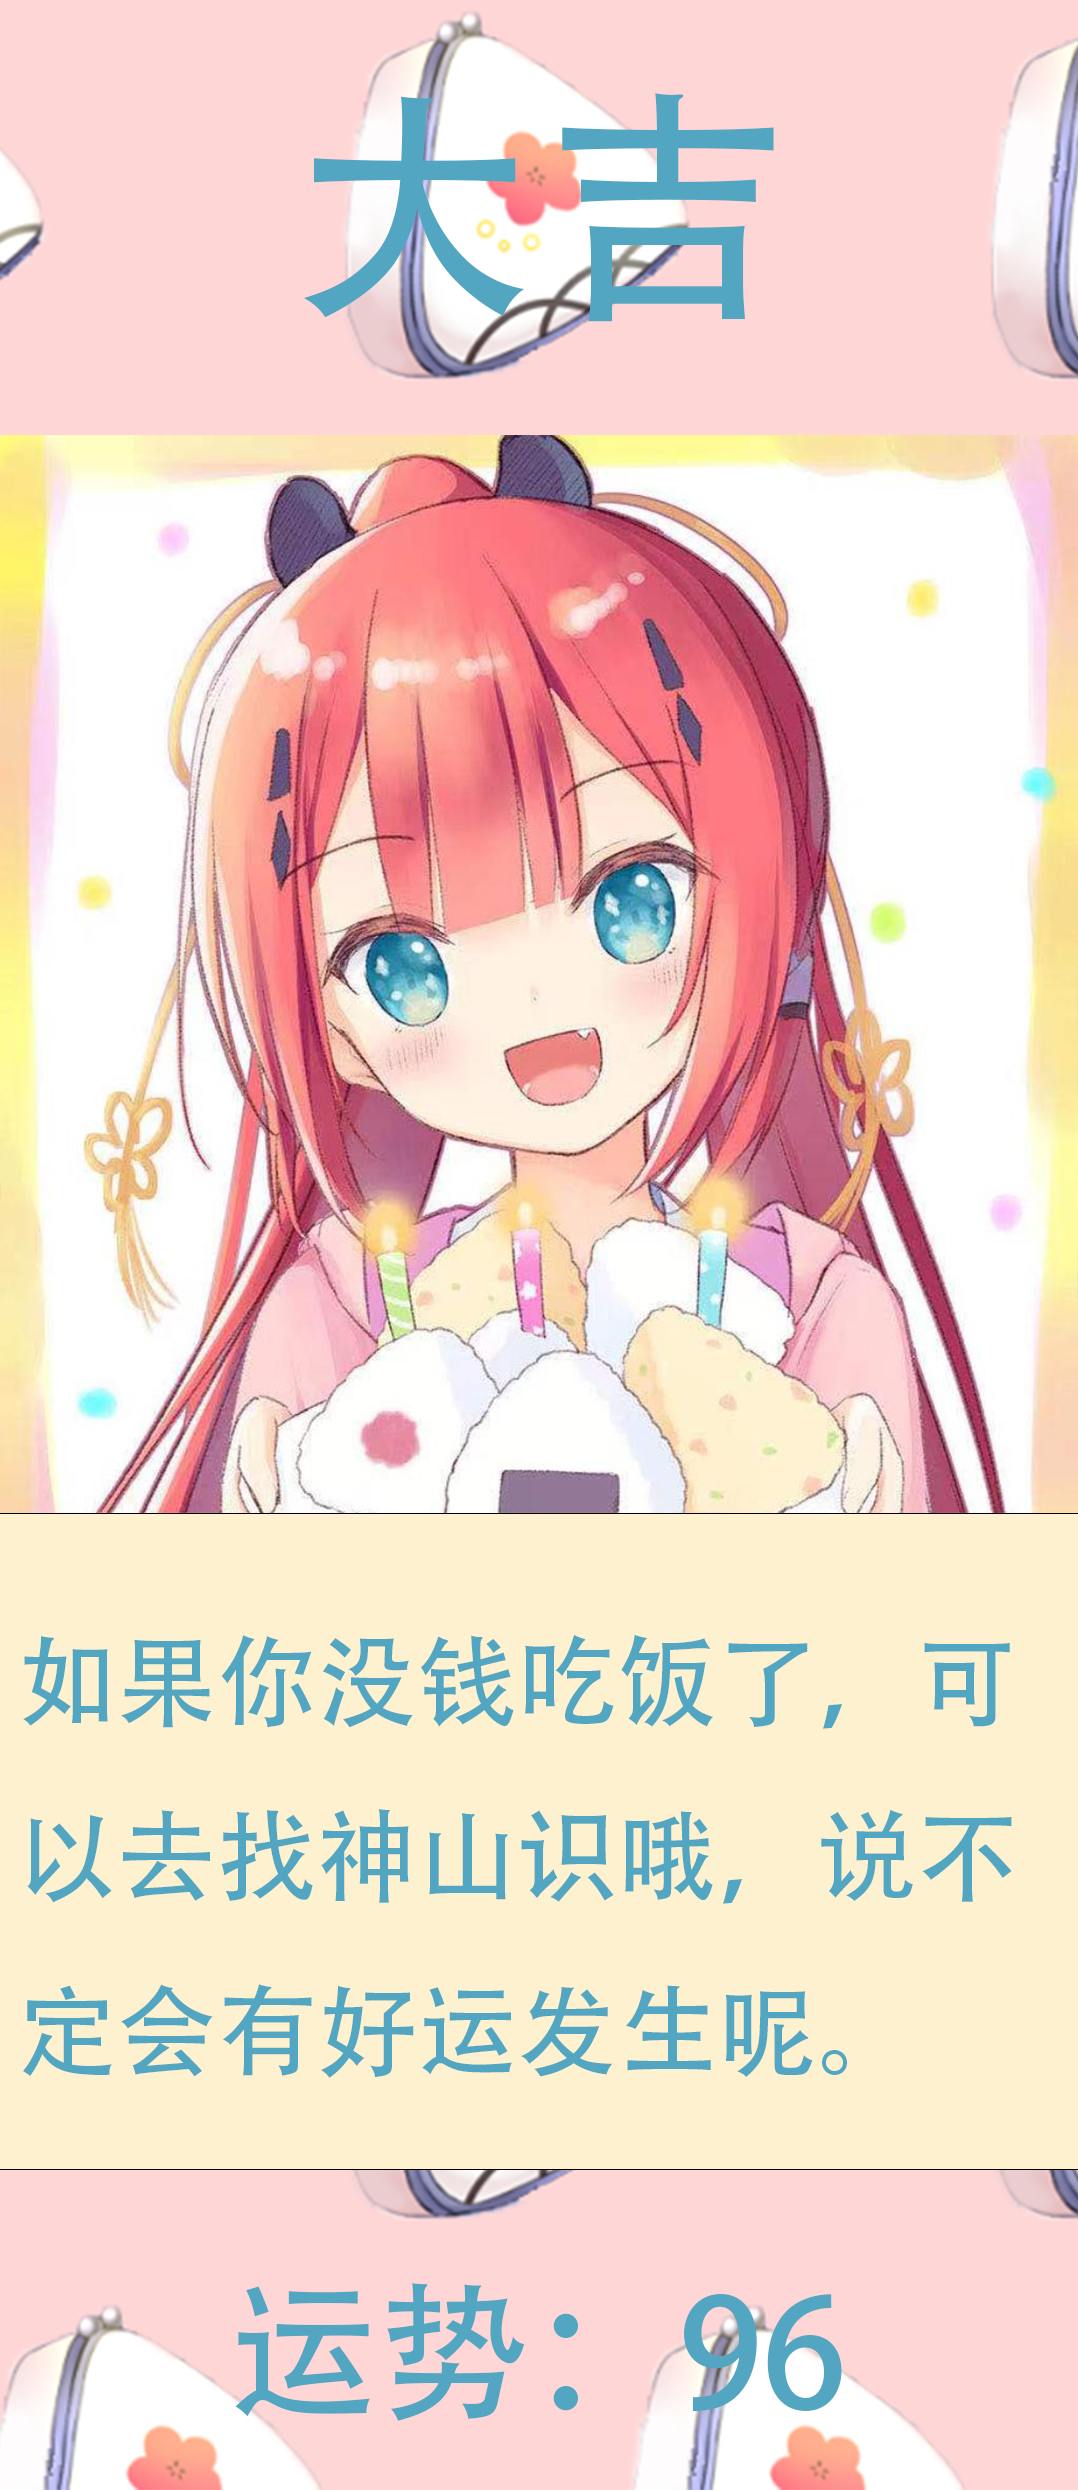 大吉
如果你没钱吃饭了，可
以去找神山识哦，说不
定会有好运发生呢。
运势：96